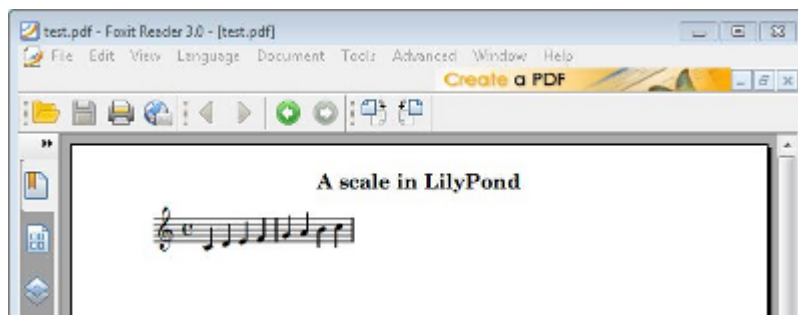 test.pdf - Foxit Reader 3.0 - [test.pdf]
File Edit View Language Document Tools Advanced Window Help
Create a PDF
A scale in LilyPond